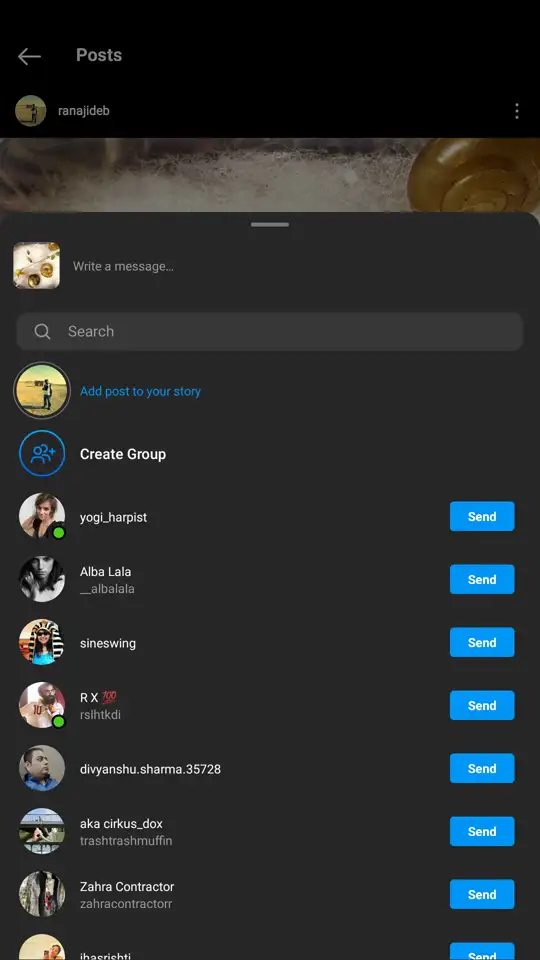 Posts
ranajideb
Write a message...
Search
Add post to your story
Create Group
yogi_harpist
Send
Alba Lala
__albalala
Send
sineswing
Send
R X 💯
rslhtkdi
Send
divyanshu.sharma.35728
Send
aka cirkus_dox
trashtrashmuffin
Send
Zahra Contractor
zahracontractorr
Send
jhasrishti
Send